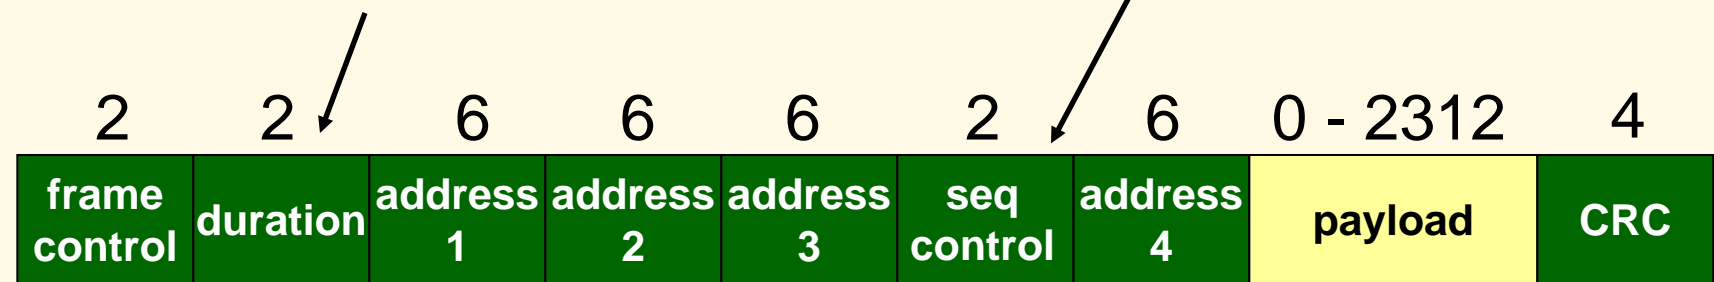 2 2 6 6 6 2 6 0 - 2312 4
frame control duration address 1 address 2 address 3 seq control address 4 payload CRC